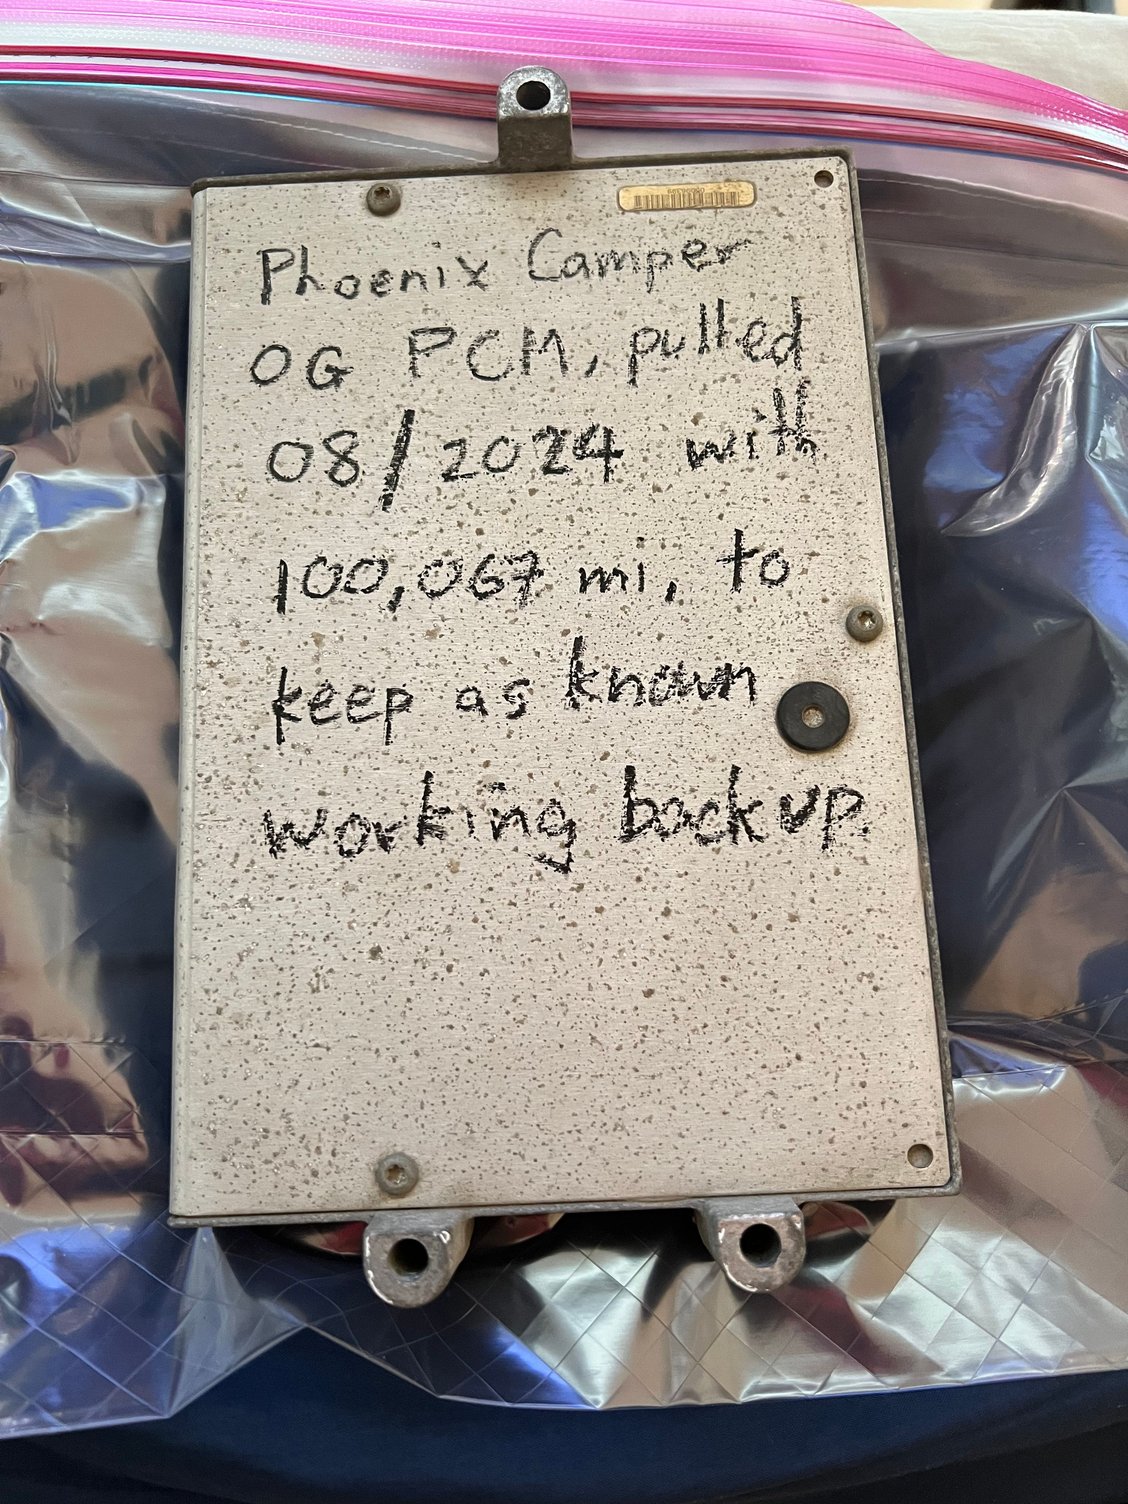 Phoenix Camper
OG PCM, pulled
08/2024 with
100,067 mi, to
keep as known
working backup.